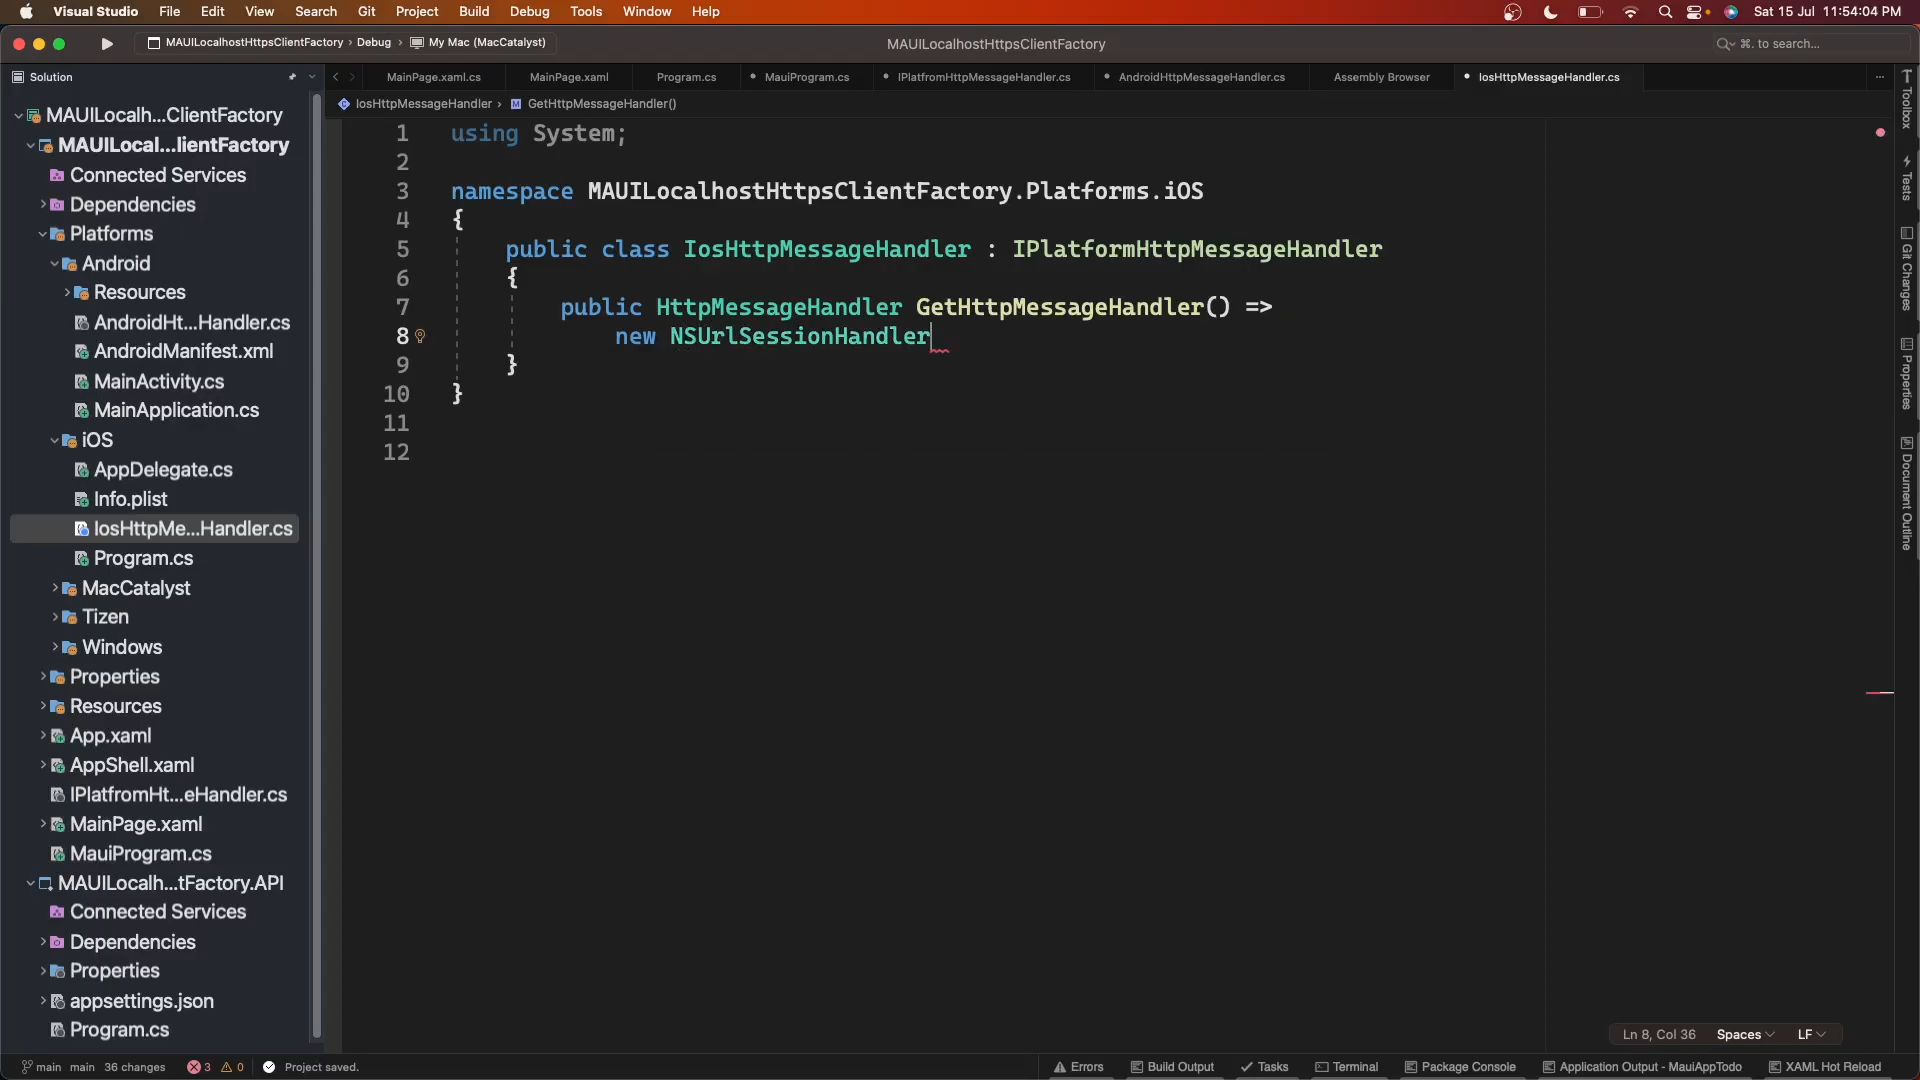 Visual Studio File Edit View Search Git Project Build Debug Tools Window Help Sat 15 Jul 11:54:04 PM
MAUILocalhostHttpsClientFactory › Debug › My Mac (MacCatalyst) MAUILocalhostHttpsClientFactory ⌘. to search...
Solution
MainPage.xaml.cs MainPage.xaml Program.cs MauiProgram.cs IPlatfromHttpMessageHandler.cs AndroidHttpMessageHandler.cs Assembly Browser IosHttpMessageHandler.cs
IosHttpMessageHandler › M GetHttpMessageHandler()
MAUILocalh...ClientFactory
MAUILocal...lientFactory
Connected Services
Dependencies
Platforms
Android
Resources
AndroidHt...Handler.cs
AndroidManifest.xml
MainActivity.cs
MainApplication.cs
iOS
AppDelegate.cs
Info.plist
IosHttpMe...Handler.cs
Program.cs
MacCatalyst
Tizen
Windows
Properties
Resources
App.xaml
AppShell.xaml
IPlatfromHt...eHandler.cs
MainPage.xaml
MauiProgram.cs
MAUILocalh...tFactory.API
Connected Services
Dependencies
Properties
appsettings.json
Program.cs
1 using System;
2
3 namespace MAUILocalhostHttpsClientFactory.Platforms.iOS
4 {
5 public class IosHttpMessageHandler : IPlatformHttpMessageHandler
6 {
7 public HttpMessageHandler GetHttpMessageHandler() =>
8 new NSUrlSessionHandler
9 }
10 }
11
12
Toolbox
Tests
Git Changes
Properties
Document Outline
Ln 8, Col 36 Spaces LF
main main 36 changes 3 0 Project saved. Errors Build Output Tasks Terminal Package Console Application Output - MauiAppTodo XAML Hot Reload